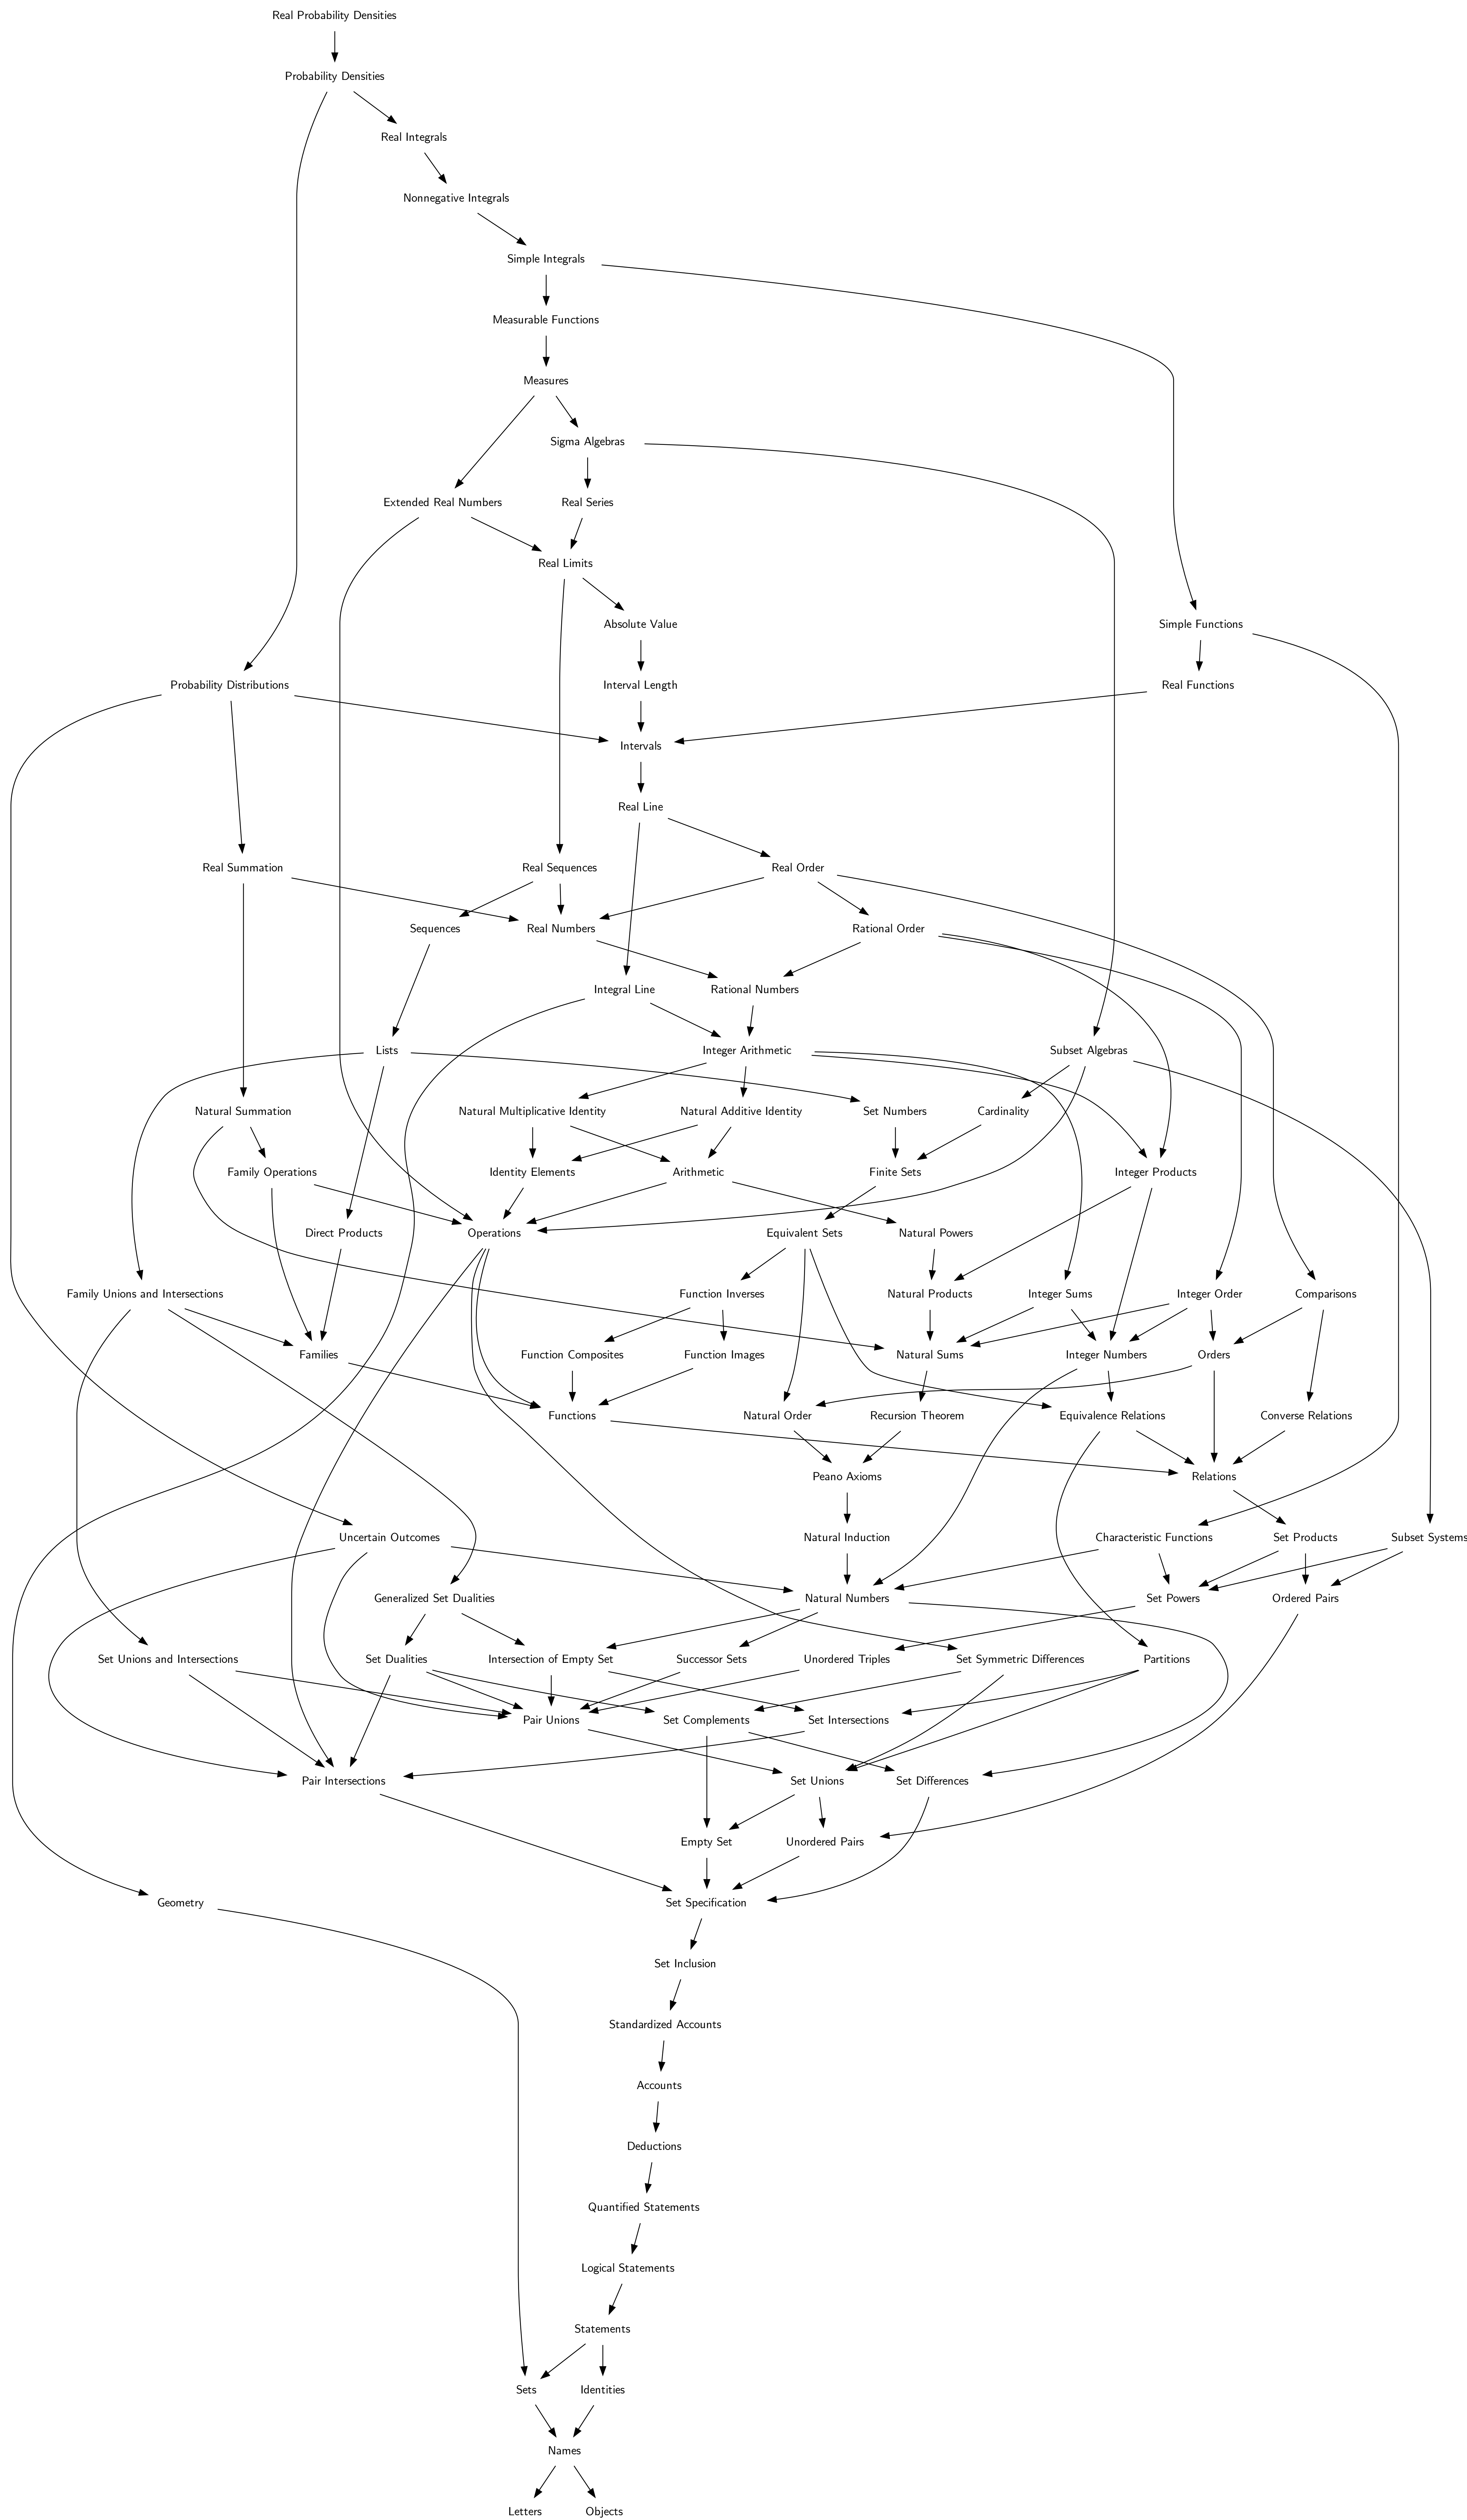 Real Probability Densities
Probability Densities
Real Integrals
Nonnegative Integrals
Simple Integrals
Measurable Functions
Measures
Sigma Algebras
Extended Real Numbers
Real Series
Real Limits
Absolute Value
Simple Functions
Probability Distributions
Interval Length
Real Functions
Intervals
Real Line
Real Summation
Real Sequences
Real Order
Sequences
Real Numbers
Rational Order
Integral Line
Rational Numbers
Lists
Integer Arithmetic
Subset Algebras
Natural Summation
Natural Multiplicative Identity
Natural Additive Identity
Set Numbers
Cardinality
Family Operations
Identity Elements
Arithmetic
Finite Sets
Integer Products
Direct Products
Operations
Equivalent Sets
Natural Powers
Family Unions and Intersections
Function Inverses
Natural Products
Integer Sums
Integer Order
Comparisons
Families
Function Composites
Function Images
Natural Sums
Integer Numbers
Orders
Functions
Natural Order
Recursion Theorem
Equivalence Relations
Converse Relations
Peano Axioms
Relations
Uncertain Outcomes
Natural Induction
Characteristic Functions
Set Products
Subset Systems
Generalized Set Dualities
Natural Numbers
Set Powers
Ordered Pairs
Set Unions and Intersections
Set Dualities
Intersection of Empty Set
Successor Sets
Unordered Triples
Set Symmetric Differences
Partitions
Pair Unions
Set Complements
Set Intersections
Pair Intersections
Set Unions
Set Differences
Empty Set
Unordered Pairs
Geometry
Set Specification
Set Inclusion
Standardized Accounts
Accounts
Deductions
Quantified Statements
Logical Statements
Statements
Sets
Identities
Names
Letters
Objects